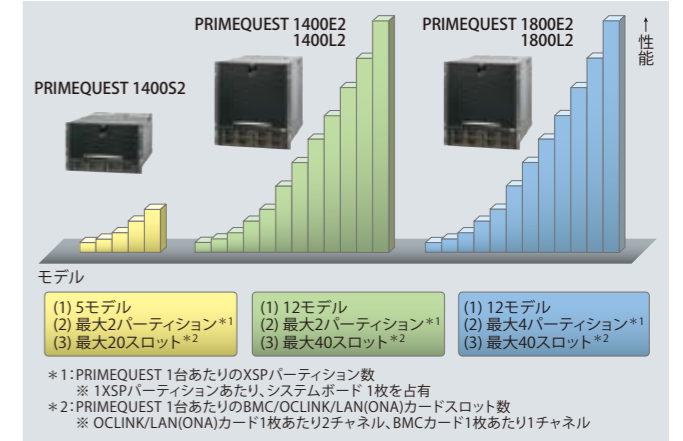 PRIMEQUEST 1400S2
PRIMEQUEST 1400E2
1400L2
PRIMEQUEST 1800E2
1800L2
↑性能
モデル
(1) 5モデル
(2) 最大2パーティション*1
(3) 最大20スロット*2
(1) 12モデル
(2) 最大2パーティション*1
(3) 最大40スロット*2
(1) 12モデル
(2) 最大4パーティション*1
(3) 最大40スロット*2
*1:PRIMEQUEST 1台あたりのXSPパーティション数
※ 1XSPパーティションあたり、システムボード 1枚を占有
*2:PRIMEQUEST 1台あたりのBMC/OCLINK/LAN(ONA)カードスロット数
※ OCLINK/LAN(ONA)カード1枚あたり2チャネル、BMCカード1枚あたり1チャネル